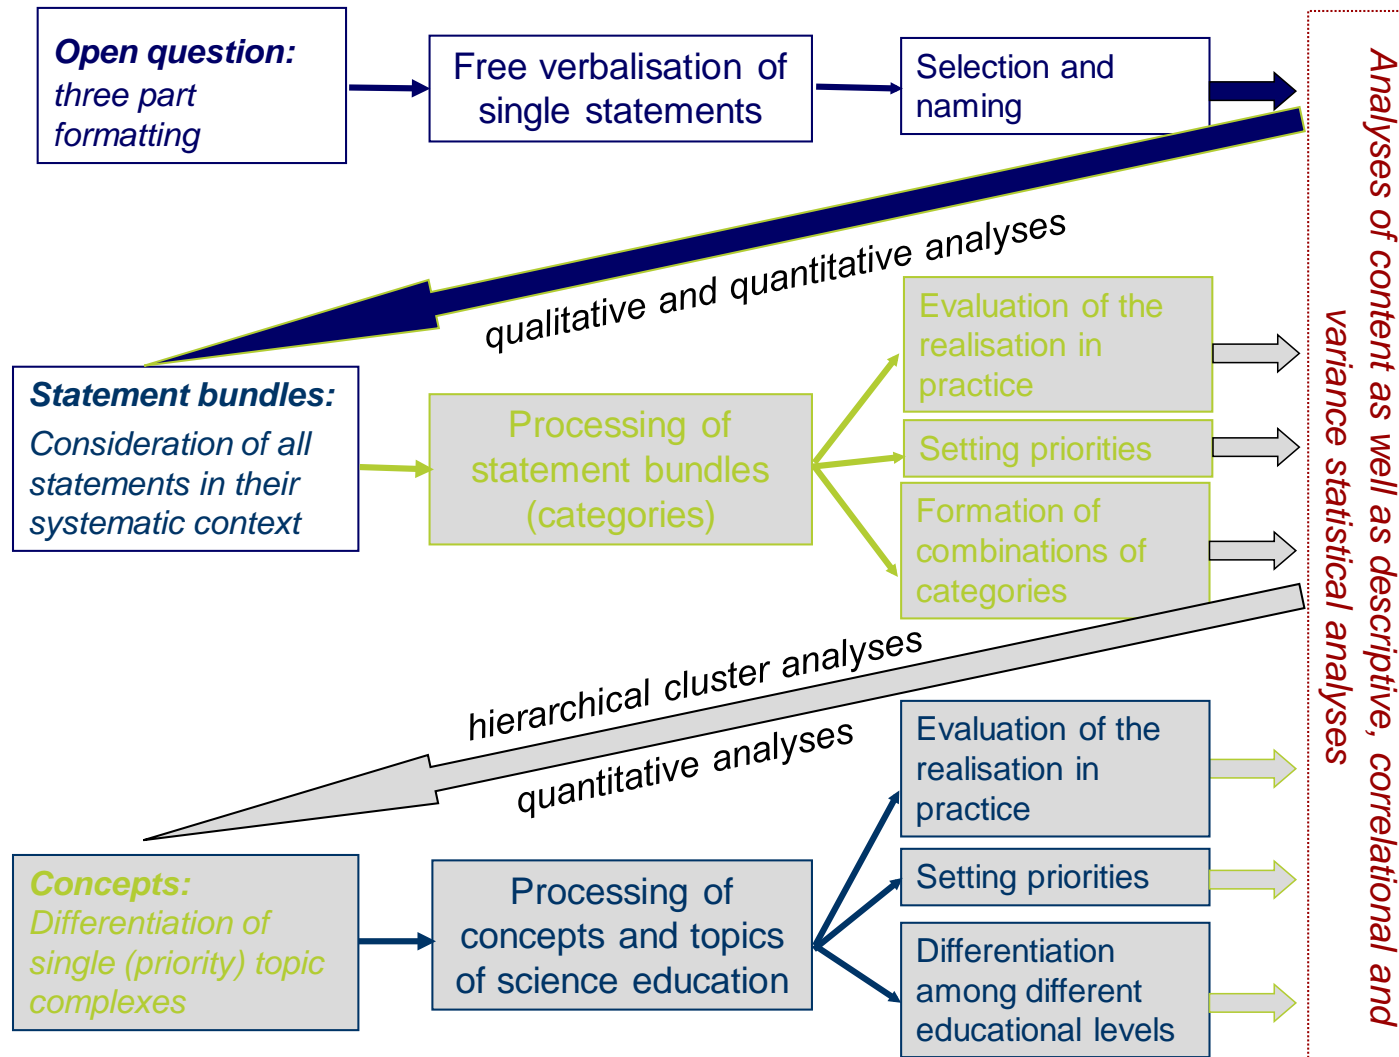 Open question:
three part
formatting
Free verbalisation of
single statements
Selection and
naming
qualitative and quantitative analyses
Statement bundles:
Consideration of all
statements in their
systematic context
Processing of
statement bundles
(categories)
Evaluation of the
realisation in
practice
Setting priorities
Formation of
combinations of
categories
hierarchical cluster analyses
quantitative analyses
Concepts:
Differentiation of
single (priority) topic
complexes
Processing of
concepts and topics
of science education
Evaluation of the
realisation in
practice
Setting priorities
Differentiation
among different
educational levels
Analyses of content as well as descriptive, correlational and
variance statistical analyses